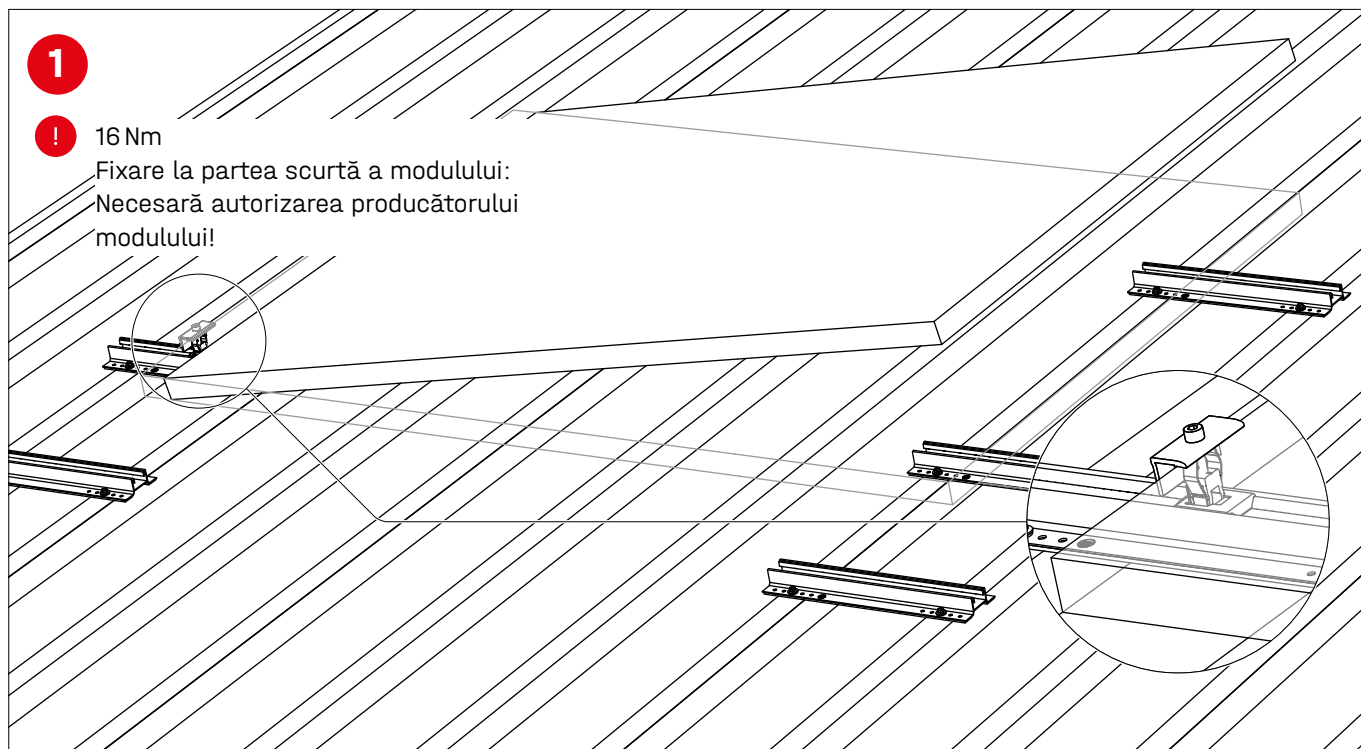 1
! 16 Nm
Fixare la partea scurtă a modulului:
Necesară autorizarea producătorului
modulului!